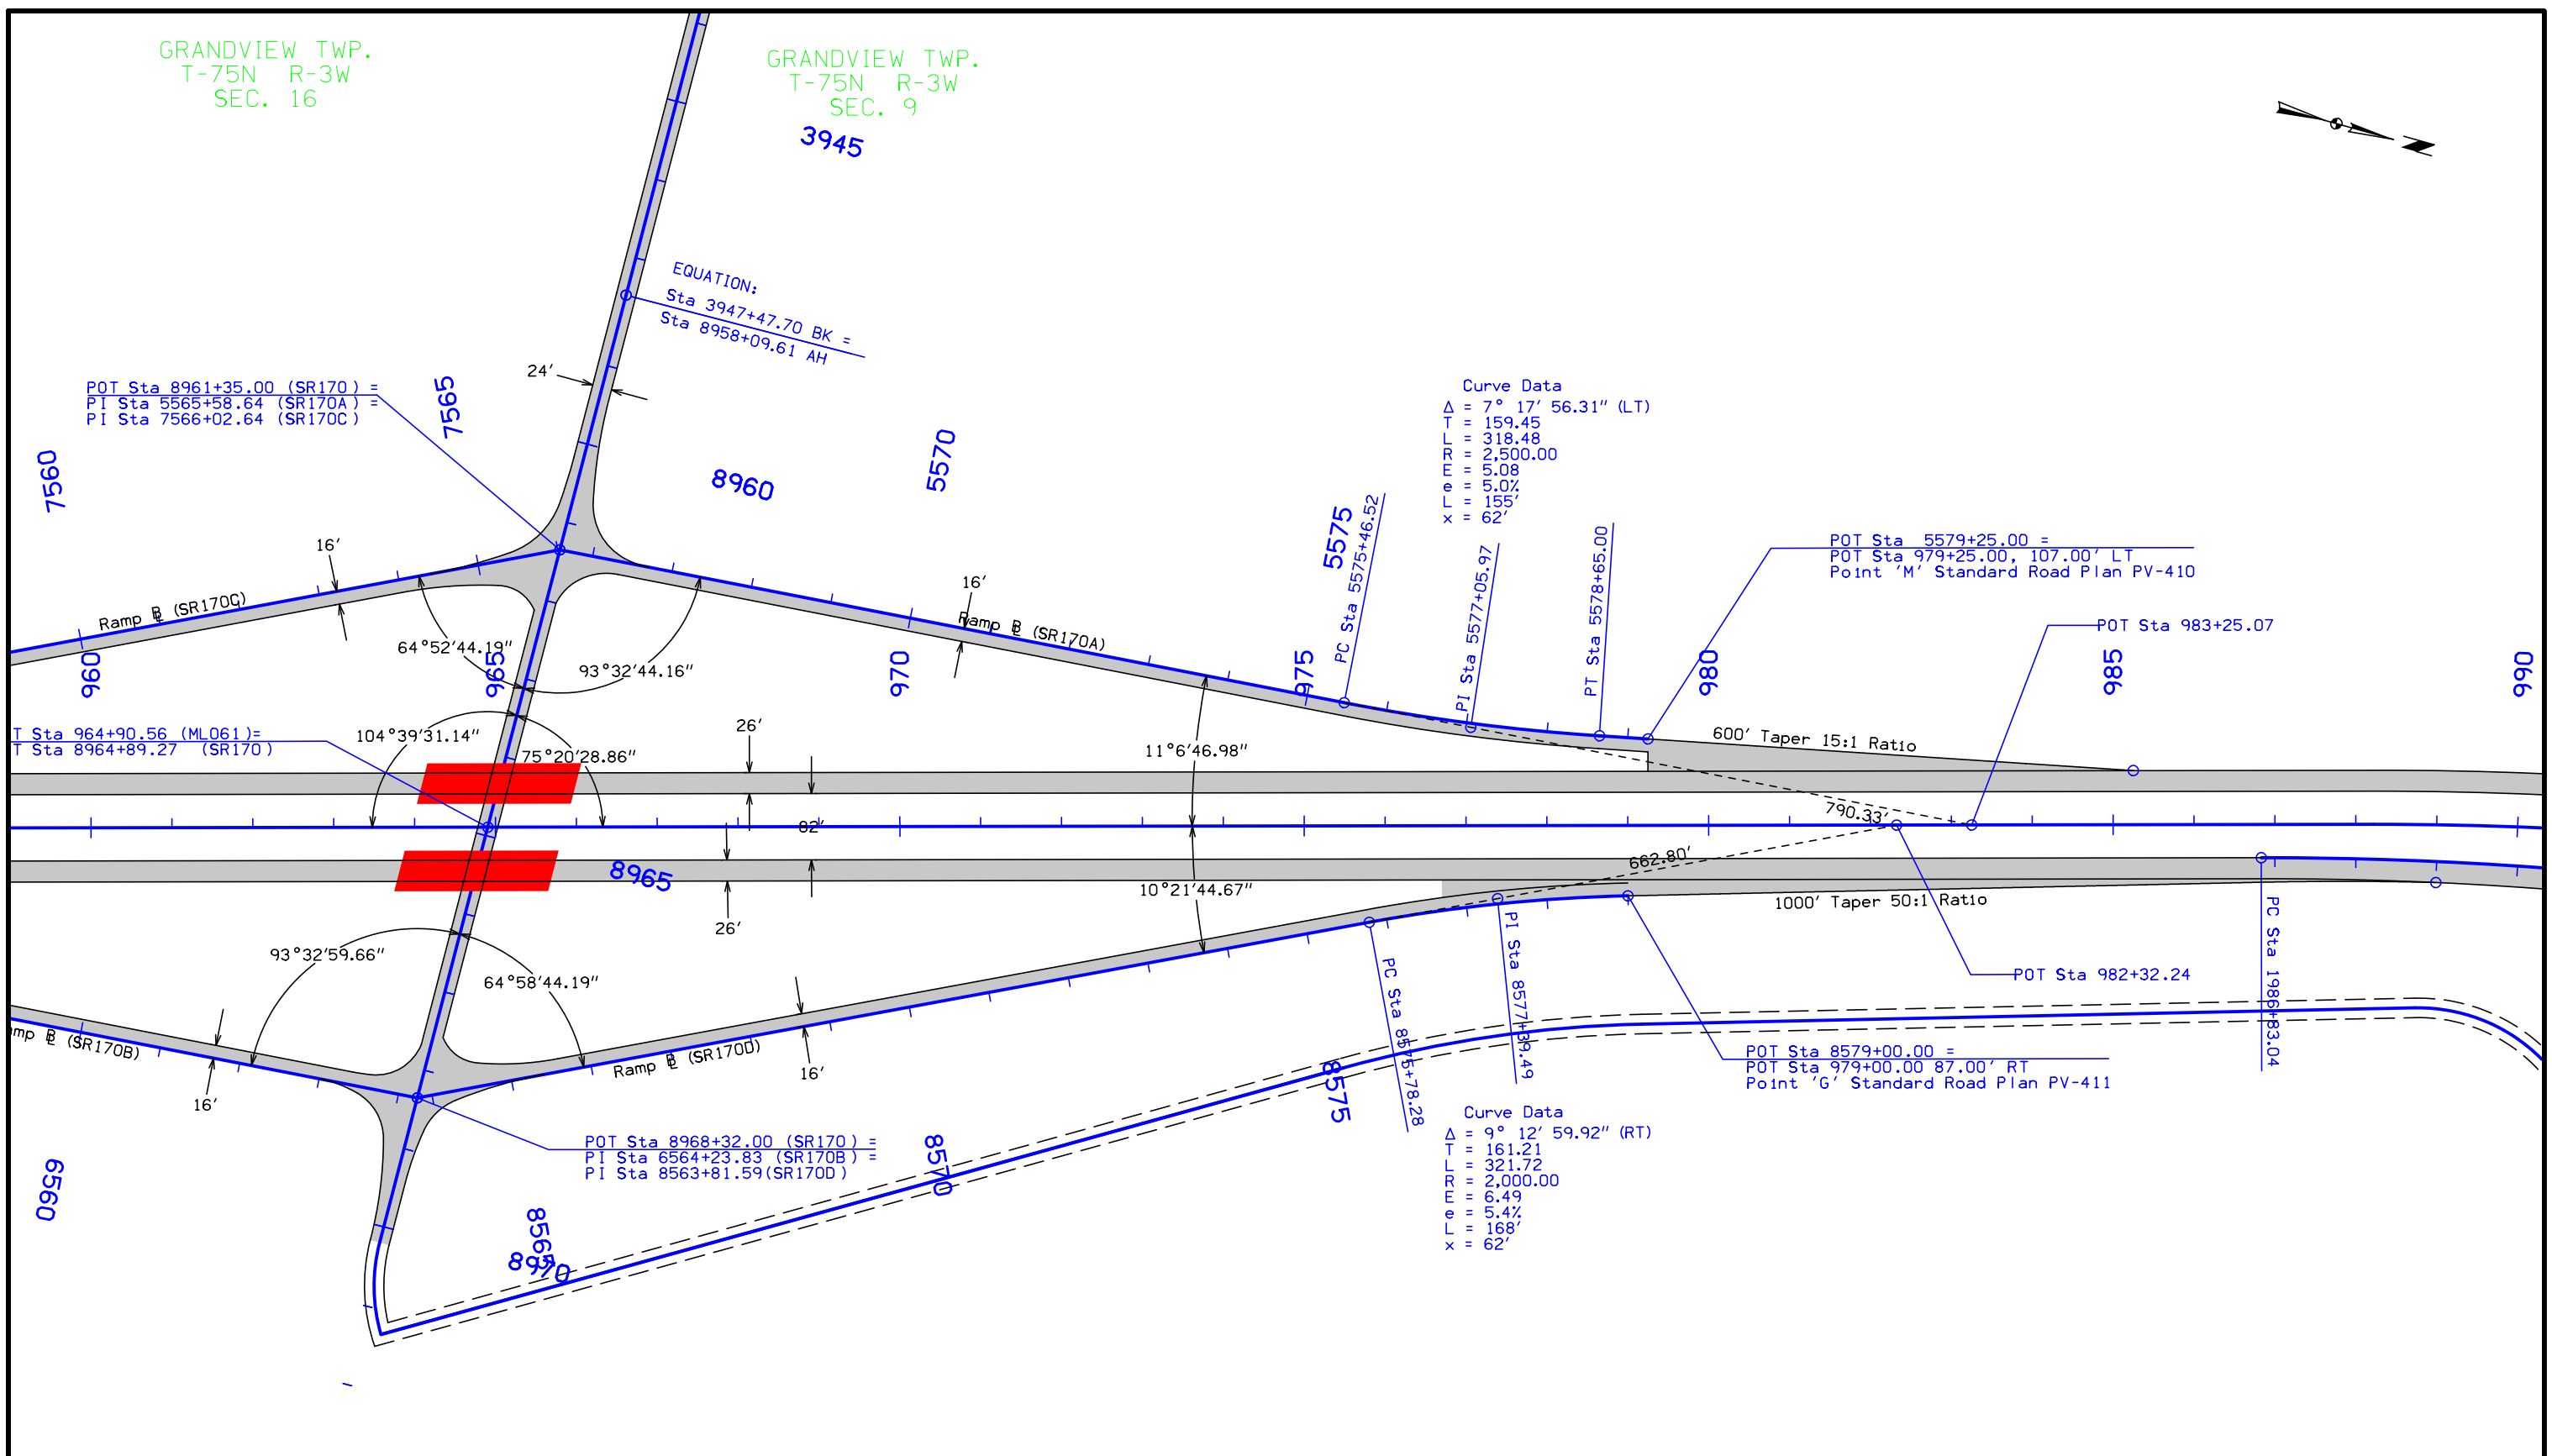 GRANDVIEW TWP.
T-75N R-3W
SEC. 16
GRANDVIEW TWP.
T-75N R-3W
SEC. 9
N
3945
EQUATION:
Sta 3947+47.70 BK =
Sta 8958+09.61 AH
24'
POT Sta 8961+35.00 (SR170) =
PI Sta 5565+58.64 (SR170A) =
PI Sta 7566+02.64 (SR170C)
7565
7560
8960
5570
Curve Data
Δ = 7° 17' 56.31" (LT)
T = 159.45
L = 318.48
R = 2,500.00
E = 5.08
e = 5.0%
L = 155'
x = 62'
5575
PC Sta 5575+46.52
PI Sta 5577+05.97
PT Sta 5578+65.00
POT Sta 5579+25.00 =
POT Sta 979+25.00, 107.00' LT
Point 'M' Standard Road Plan PV-410
POT Sta 983+25.07
16'
Ramp ℄ (SR170C)
16'
Ramp ℄ (SR170A)
64°52'44.19"
93°32'44.16"
960
965
970
975
980
985
990
T Sta 964+90.56 (ML061)=
T Sta 8964+89.27 (SR170)
104°39'31.14"
75°20'28.86"
26'
11°6'46.98"
600' Taper 15:1 Ratio
82'
790.33'
662.80'
8965
10°21'44.67"
26'
1000' Taper 50:1 Ratio
93°32'59.66"
64°58'44.19"
POT Sta 982+32.24
PC Sta 1986+83.04
PI Sta 8577+39.49
PC Sta 8575+78.28
amp ℄ (SR170B)
Ramp ℄ (SR170D)
16'
16'
8575
POT Sta 8579+00.00 =
POT Sta 979+00.00 87.00' RT
Point 'G' Standard Road Plan PV-411
POT Sta 8968+32.00 (SR170) =
PI Sta 6564+23.83 (SR170B) =
PI Sta 8563+81.59(SR170D)
Curve Data
Δ = 9° 12' 59.92" (RT)
T = 161.21
L = 321.72
R = 2,000.00
E = 6.49
e = 5.4%
L = 168'
x = 62'
6560
8570
8565
8970